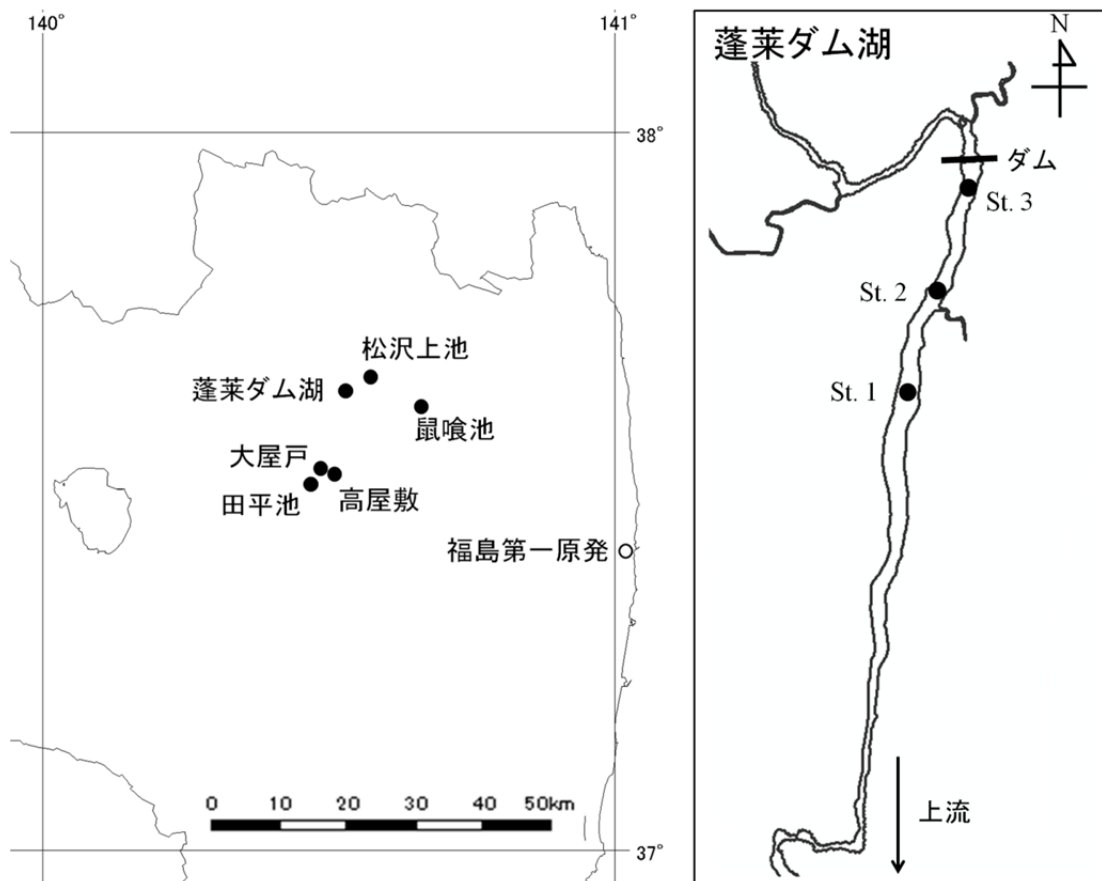 140°
141°
38°
松沢上池
蓬莱ダム湖
鼠喰池
大屋戸
田平池
高屋敷
福島第一原発
0 10 20 30 40 50km
37°
蓬莱ダム湖
N
ダム
St. 3
St. 2
St. 1
上流